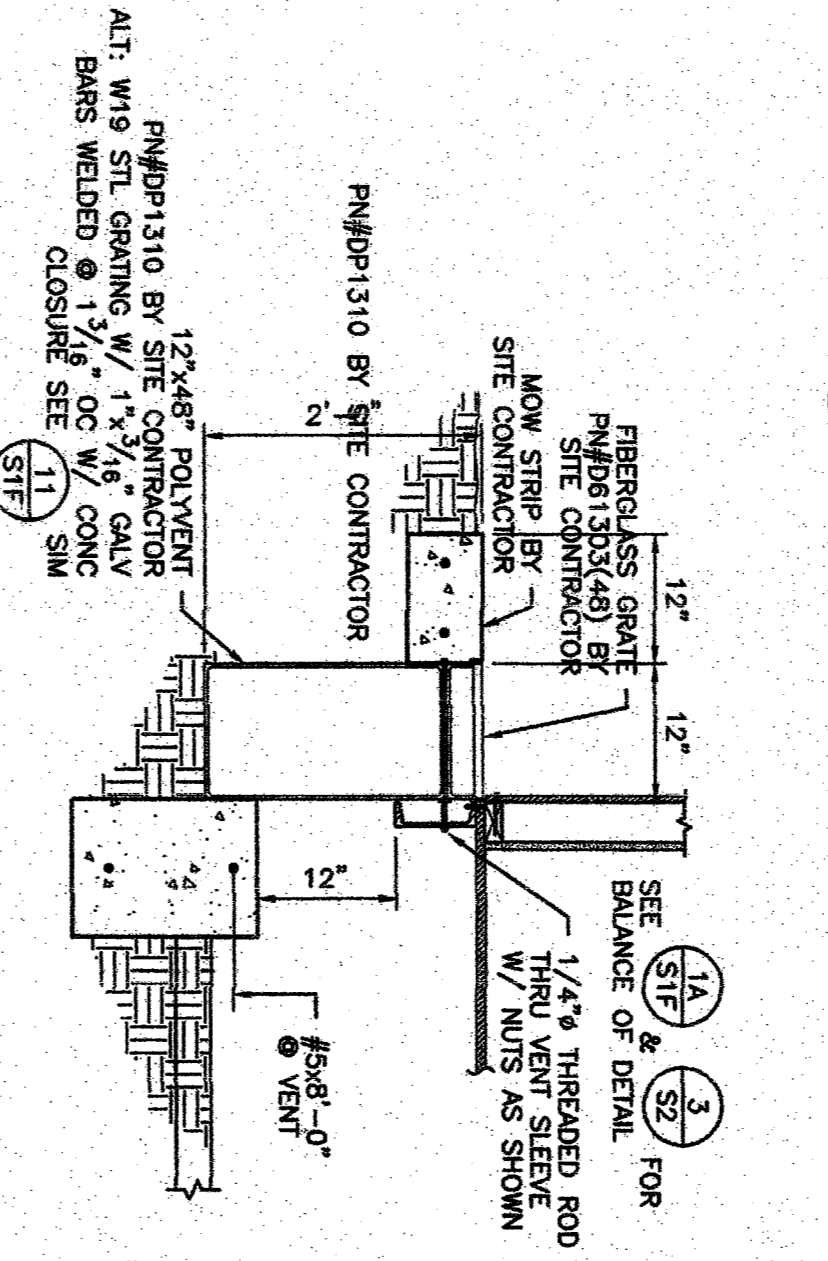 SEE
1A
S1F
&
3
S2
FOR
BALANCE OF DETAIL
1/4"ø THREADED ROD
THRU VENT SLEEVE
W/ NUTS AS SHOWN
#5x8'-0"
@ VENT
12"
12"
12"
FIBERGLASS GRATE
PN#D613D3(48) BY
SITE CONTRACTOR
MOW STRIP BY
SITE CONTRACTOR
2'
PN#DP1310 BY SITE CONTRACTOR
12"x48" POLYVENT
PN#DP1310 BY SITE CONTRACTOR
ALT: W19 STL GRATING W/ 1"x3/16" GALV
BARS WELDED @ 1 3/16" OC W/ CONC
CLOSURE SEE
11
S1F
SIM